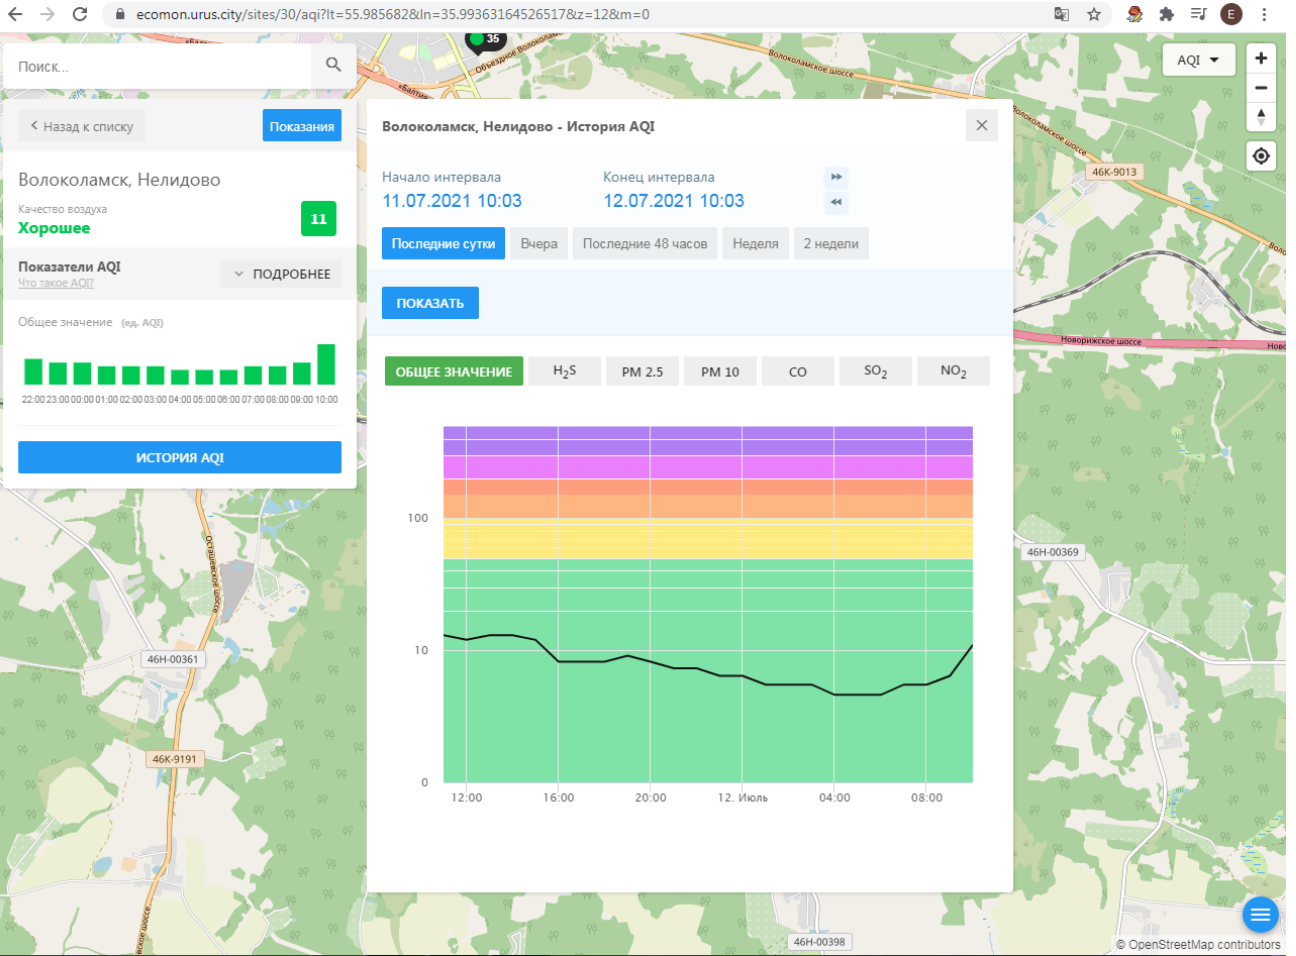 ecomon.urus.city/sites/30/aqi?lt=55.985682&ln=35.99363164526517&z=12&m=0
E
35
Объездное Волоколам
Волоколамское шоссе
Поиск...
AQI
Назад к списку
Показания
Волоколамск, Нелидово - История AQI
Волоколамск, Нелидово
Качество воздуха
Хорошее
11
Начало интервала
Конец интервала
11.07.2021 10:03
12.07.2021 10:03
46К-9013
Последние сутки
Вчера
Последние 48 часов
Неделя
2 недели
Показатели AQI
Что такое AQI?
ПОДРОБНЕЕ
ПОКАЗАТЬ
Общее значение (ед. AQI)
22:00 23:00 00:00 01:00 02:00 03:00 04:00 05:00 06:00 07:00 08:00 09:00 10:00
Новорижское шоссе
Ново
ОБЩЕЕ ЗНАЧЕНИЕ
H2S
PM 2.5
PM 10
CO
SO2
NO2
ИСТОРИЯ AQI
100
10
0
12:00
16:00
20:00
12. Июль
04:00
08:00
Осташевское шоссе
46Н-00369
46Н-00361
46К-9191
46Н-00398
© OpenStreetMap contributors